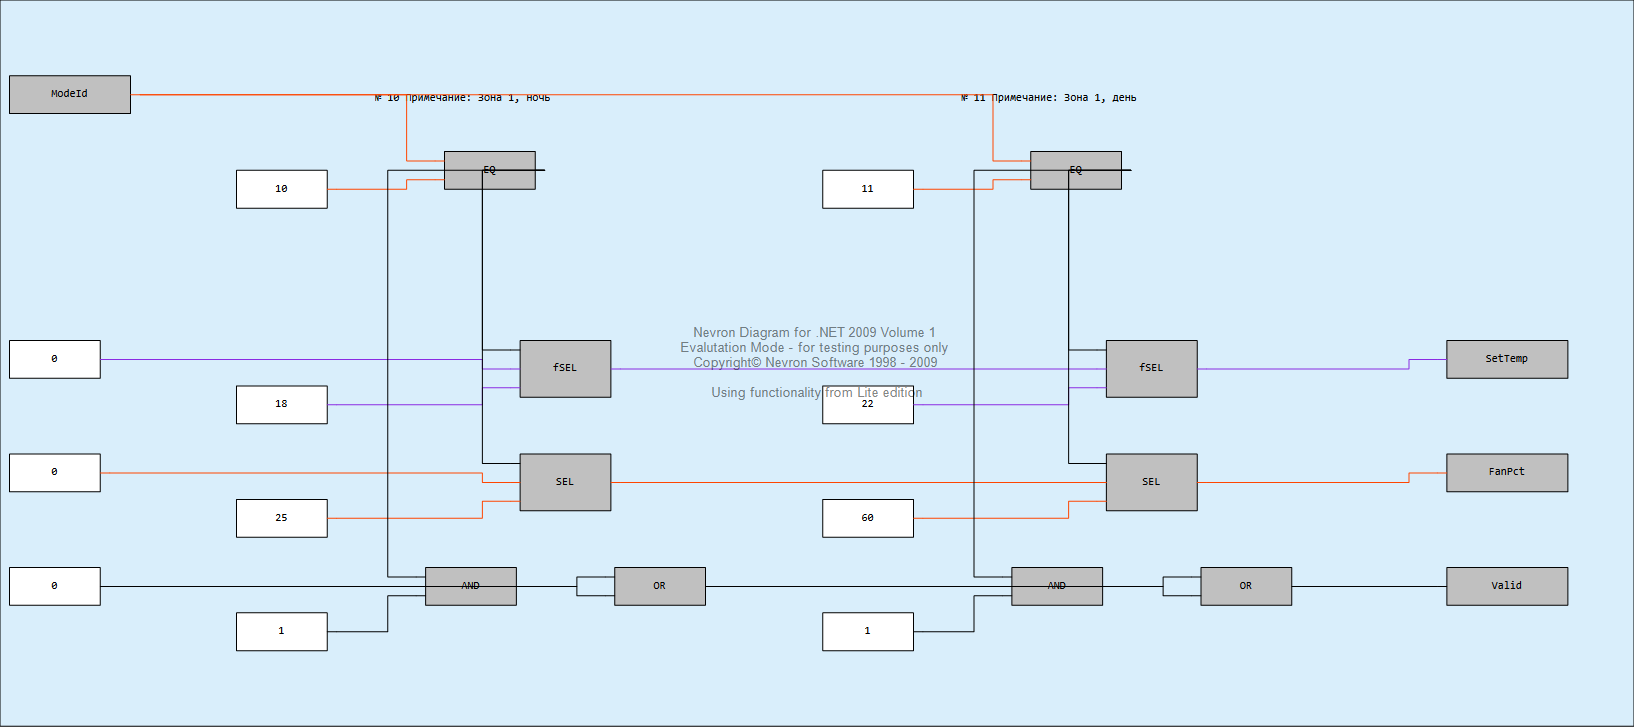 ModeId
№ 10 Примечание: Зона 1, ночь
№ 11 Примечание: Зона 1, день
EQ
EQ
10
11
Nevron Diagram for .NET 2009 Volume 1
Evalutation Mode - for testing purposes only
Copyright© Nevron Software 1998 - 2009
Using functionality from Lite edition
0
fSEL
fSEL
SetTemp
18
22
0
SEL
SEL
FanPct
25
60
0
AND
OR
AND
OR
Valid
1
1